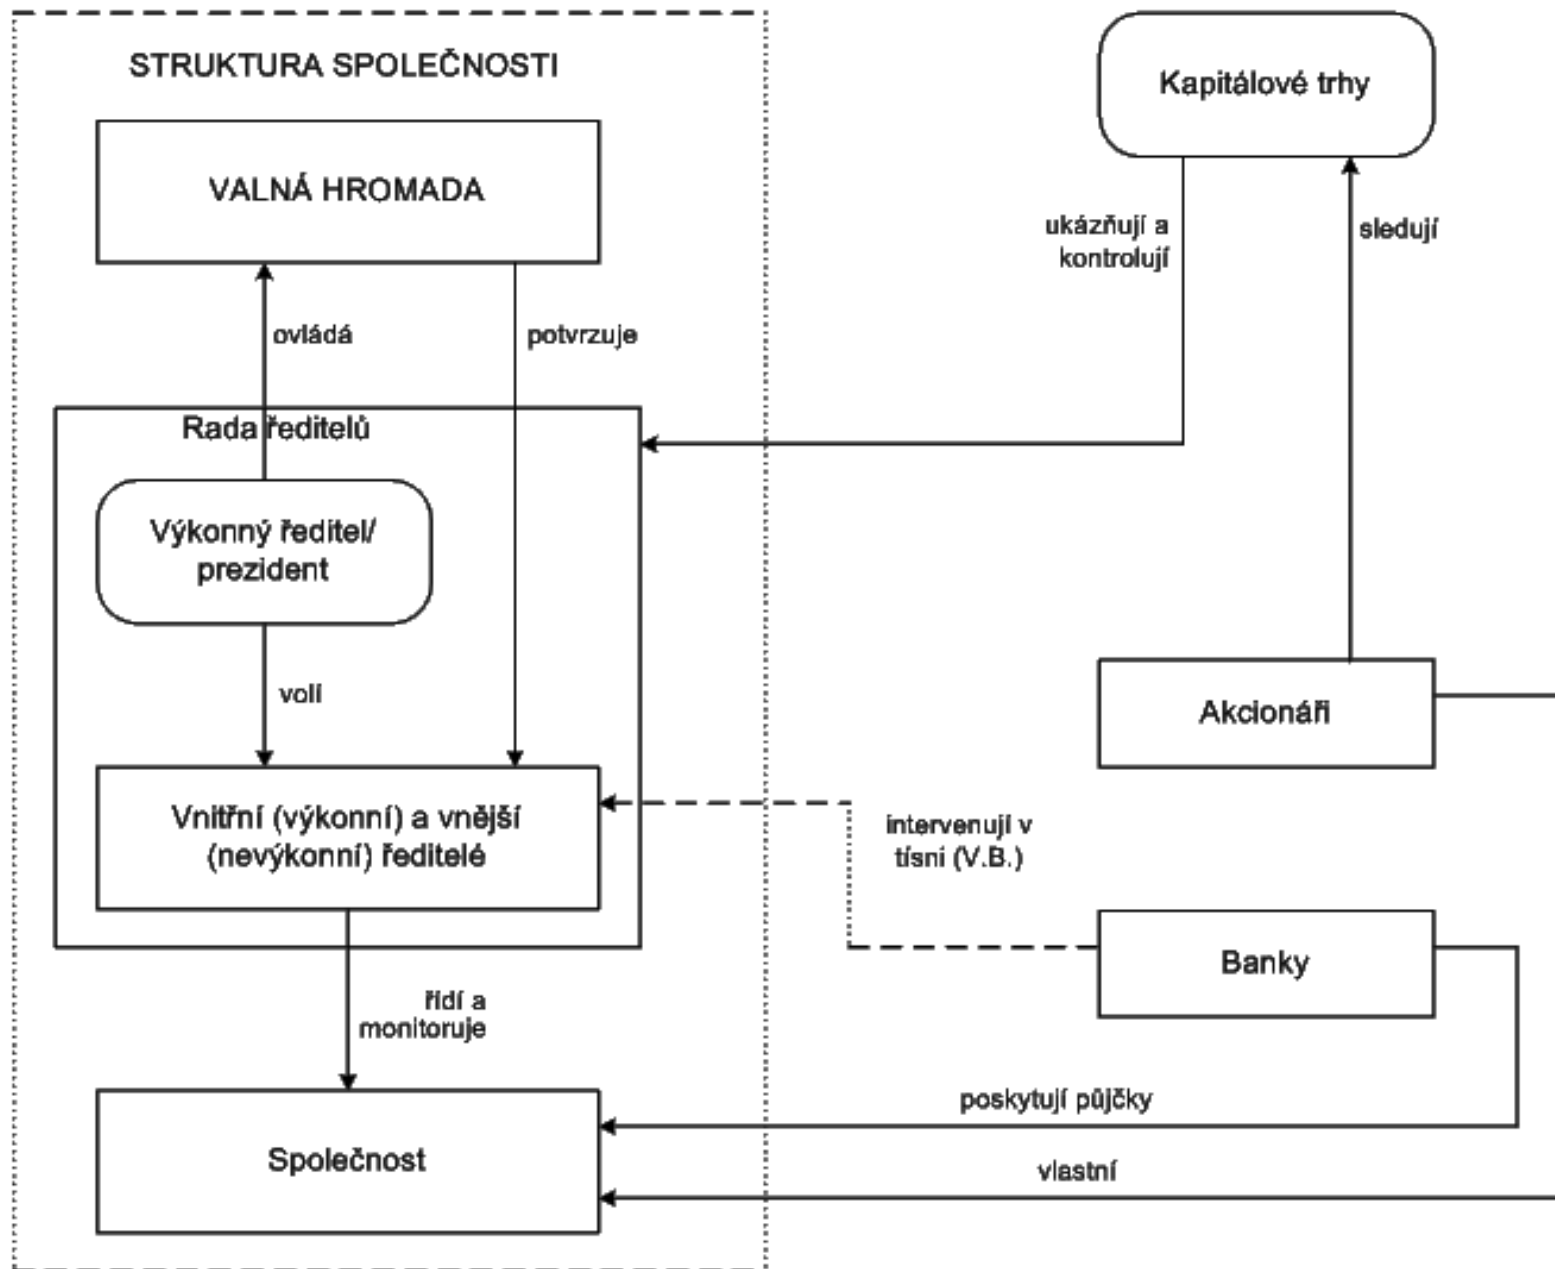 STRUKTURA SPOLEČNOSTI
VALNÁ HROMADA
ovládá
potvrzuje
Rada ředitelů
Výkonný ředitel/
prezident
volí
Vnitřní (výkonní) a vnější
(nevýkonní) ředitelé
řídí a
monitoruje
Společnost
Kapitálové trhy
ukázňují a
kontrolují
sledují
Akcionáři
intervenují v
tísni (V.B.)
Banky
poskytují půjčky
vlastní